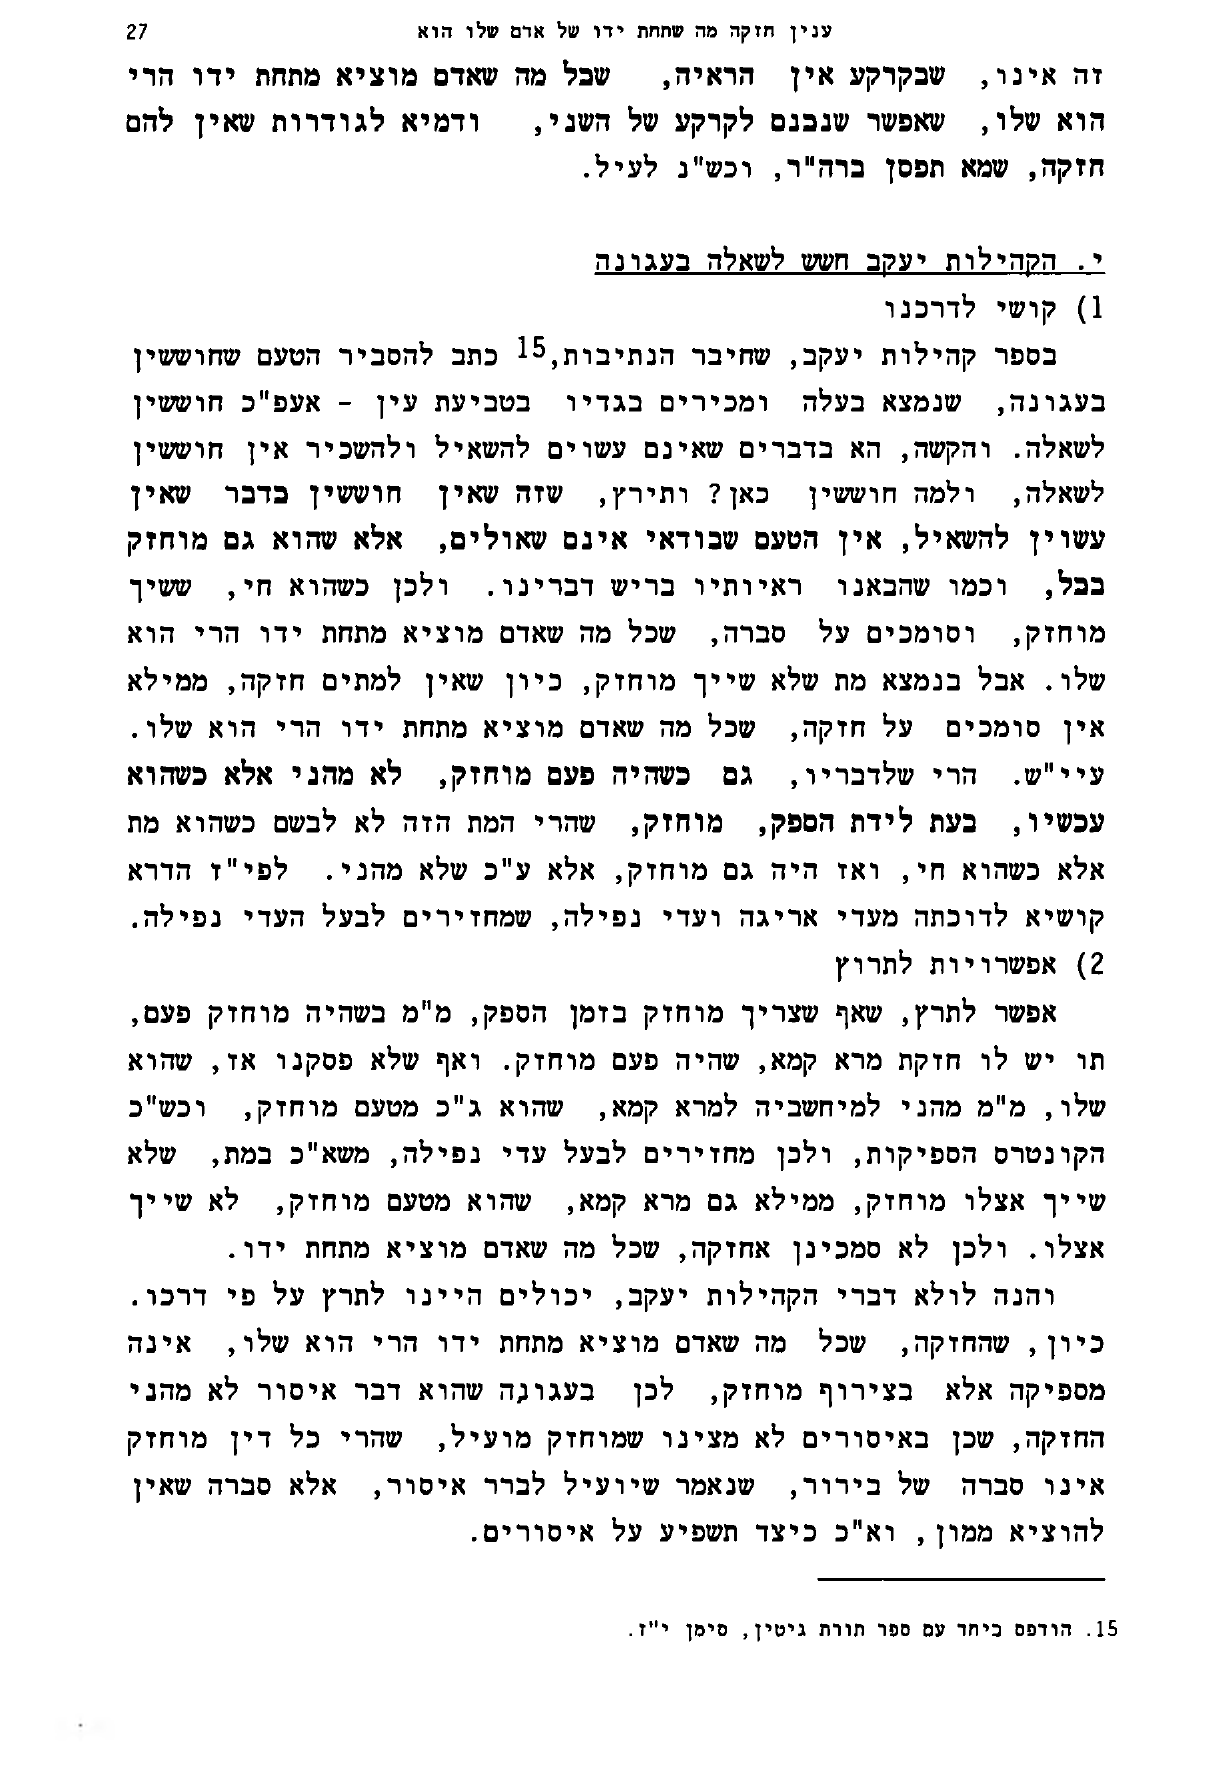 ענין חזקה מה שתחת ידו של אדם שלו הוא 27
זה אינו, שבקרקע אין הראיה, שכל מה שאדם מוציא מתחת ידו הרי
הוא שלו, שאפשר שנכנס לקרקע של השני, ודמיא לגודרות שאין להם
חזקה, שמא תפסן ברה"ר, וכש"נ לעיל.
י. הקהילות יעקב חשש לשאלה בעגונה
1) קושי לדרכנו
בספר קהילות יעקב, שחיבר הנתיבות,15 כתב להסביר הטעם שחוששין
בעגונה, שנמצא בעלה ומכירים בגדיו בטביעת עין - אעפ"כ חוששין
לשאלה. והקשה, הא בדברים שאינם עשוים להשאיל ולהשכיר אין חוששין
לשאלה, ולמה חוששין כאן? ותירץ, שזה שאין חוששין בדבר שאין
עשוין להשאיל, אין הטעם שבודאי אינם שאולים, אלא שהוא גם מוחזק
בבל, וכמו שהבאנו ראיותיו בריש דברינו. ולכן כשהוא חי, ששיך
מוחזק, וסומכים על סברה, שכל מה שאדם מוציא מתחת ידו הרי הוא
שלו. אבל בנמצא מת שלא שייך מוחזק, כיון שאין למתים חזקה, ממילא
אין סומכים על חזקה, שכל מה שאדם מוציא מתחת ידו הרי הוא שלו.
עיי"ש. הרי שלדבריו, גם כשהיה פעם מוחזק, לא מהני אלא כשהוא
עכשיו, בעת לידת הספק, מוחזק, שהרי המת הזה לא לבשם כשהוא מת
אלא כשהוא חי, ואז היה גם מוחזק, אלא ע"כ שלא מהני. לפי"ז הדרא
קושיא לדוכתה מעדי אריגה ועדי נפילה, שמחזירים לבעל העדי נפילה.
2) אפשרויות לתרוץ
אפשר לתרץ, שאף שצריך מוחזק בזמן הספק, מ"מ בשהיה מוחזק פעם,
תו יש לו חזקת מרא קמא, שהיה פעם מוחזק. ואף שלא פסקנו אז, שהוא
שלו, מ"מ מהני למיחשביה למרא קמא, שהוא ג"כ מטעם מוחזק, וכש"כ
הקונטרס הספיקות, ולכן מחזירים לבעל עדי נפילה, משא"כ במת, שלא
שייך אצלו מוחזק, ממילא גם מרא קמא, שהוא מטעם מוחזק, לא שייך
אצלו. ולכן לא סמכינן אחזקה, שכל מה שאדם מוציא מתחת ידו.
והנה לולא דברי הקהילות יעקב, יכולים היינו לתרץ על פי דרכו.
כיון, שהחזקה, שכל מה שאדם מוציא מתחת ידו הרי הוא שלו, אינה
מספיקה אלא בצירוף מוחזק, לכן בעגונה שהוא דבר איסור לא מהני
החזקה, שכן באיסורים לא מצינו שמוחזק מועיל, שהרי כל דין מוחזק
אינו סברה של בירור, שנאמר שיועיל לברר איסור, אלא סברה שאין
להוציא ממון, וא"כ כיצד תשפיע על איסורים.
15. הודפס ביחד עם ספר תורת גיטין, סימן י"ז.